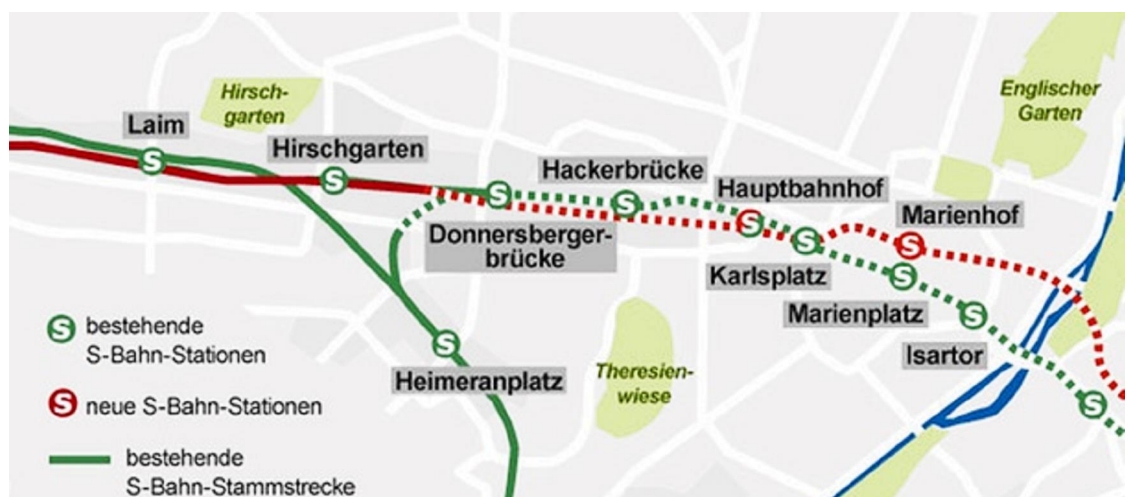 Hirsch-
garten
Englischer
Garten
Laim
Hirschgarten
Hackerbrücke
Hauptbahnhof
Marienhof
Donnersberger-
brücke
Karlsplatz
Marienplatz
Isartor
Heimeranplatz
Theresien-
wiese
S bestehende
S-Bahn-Stationen
S neue S-Bahn-Stationen
bestehende
S-Bahn-Stammstrecke